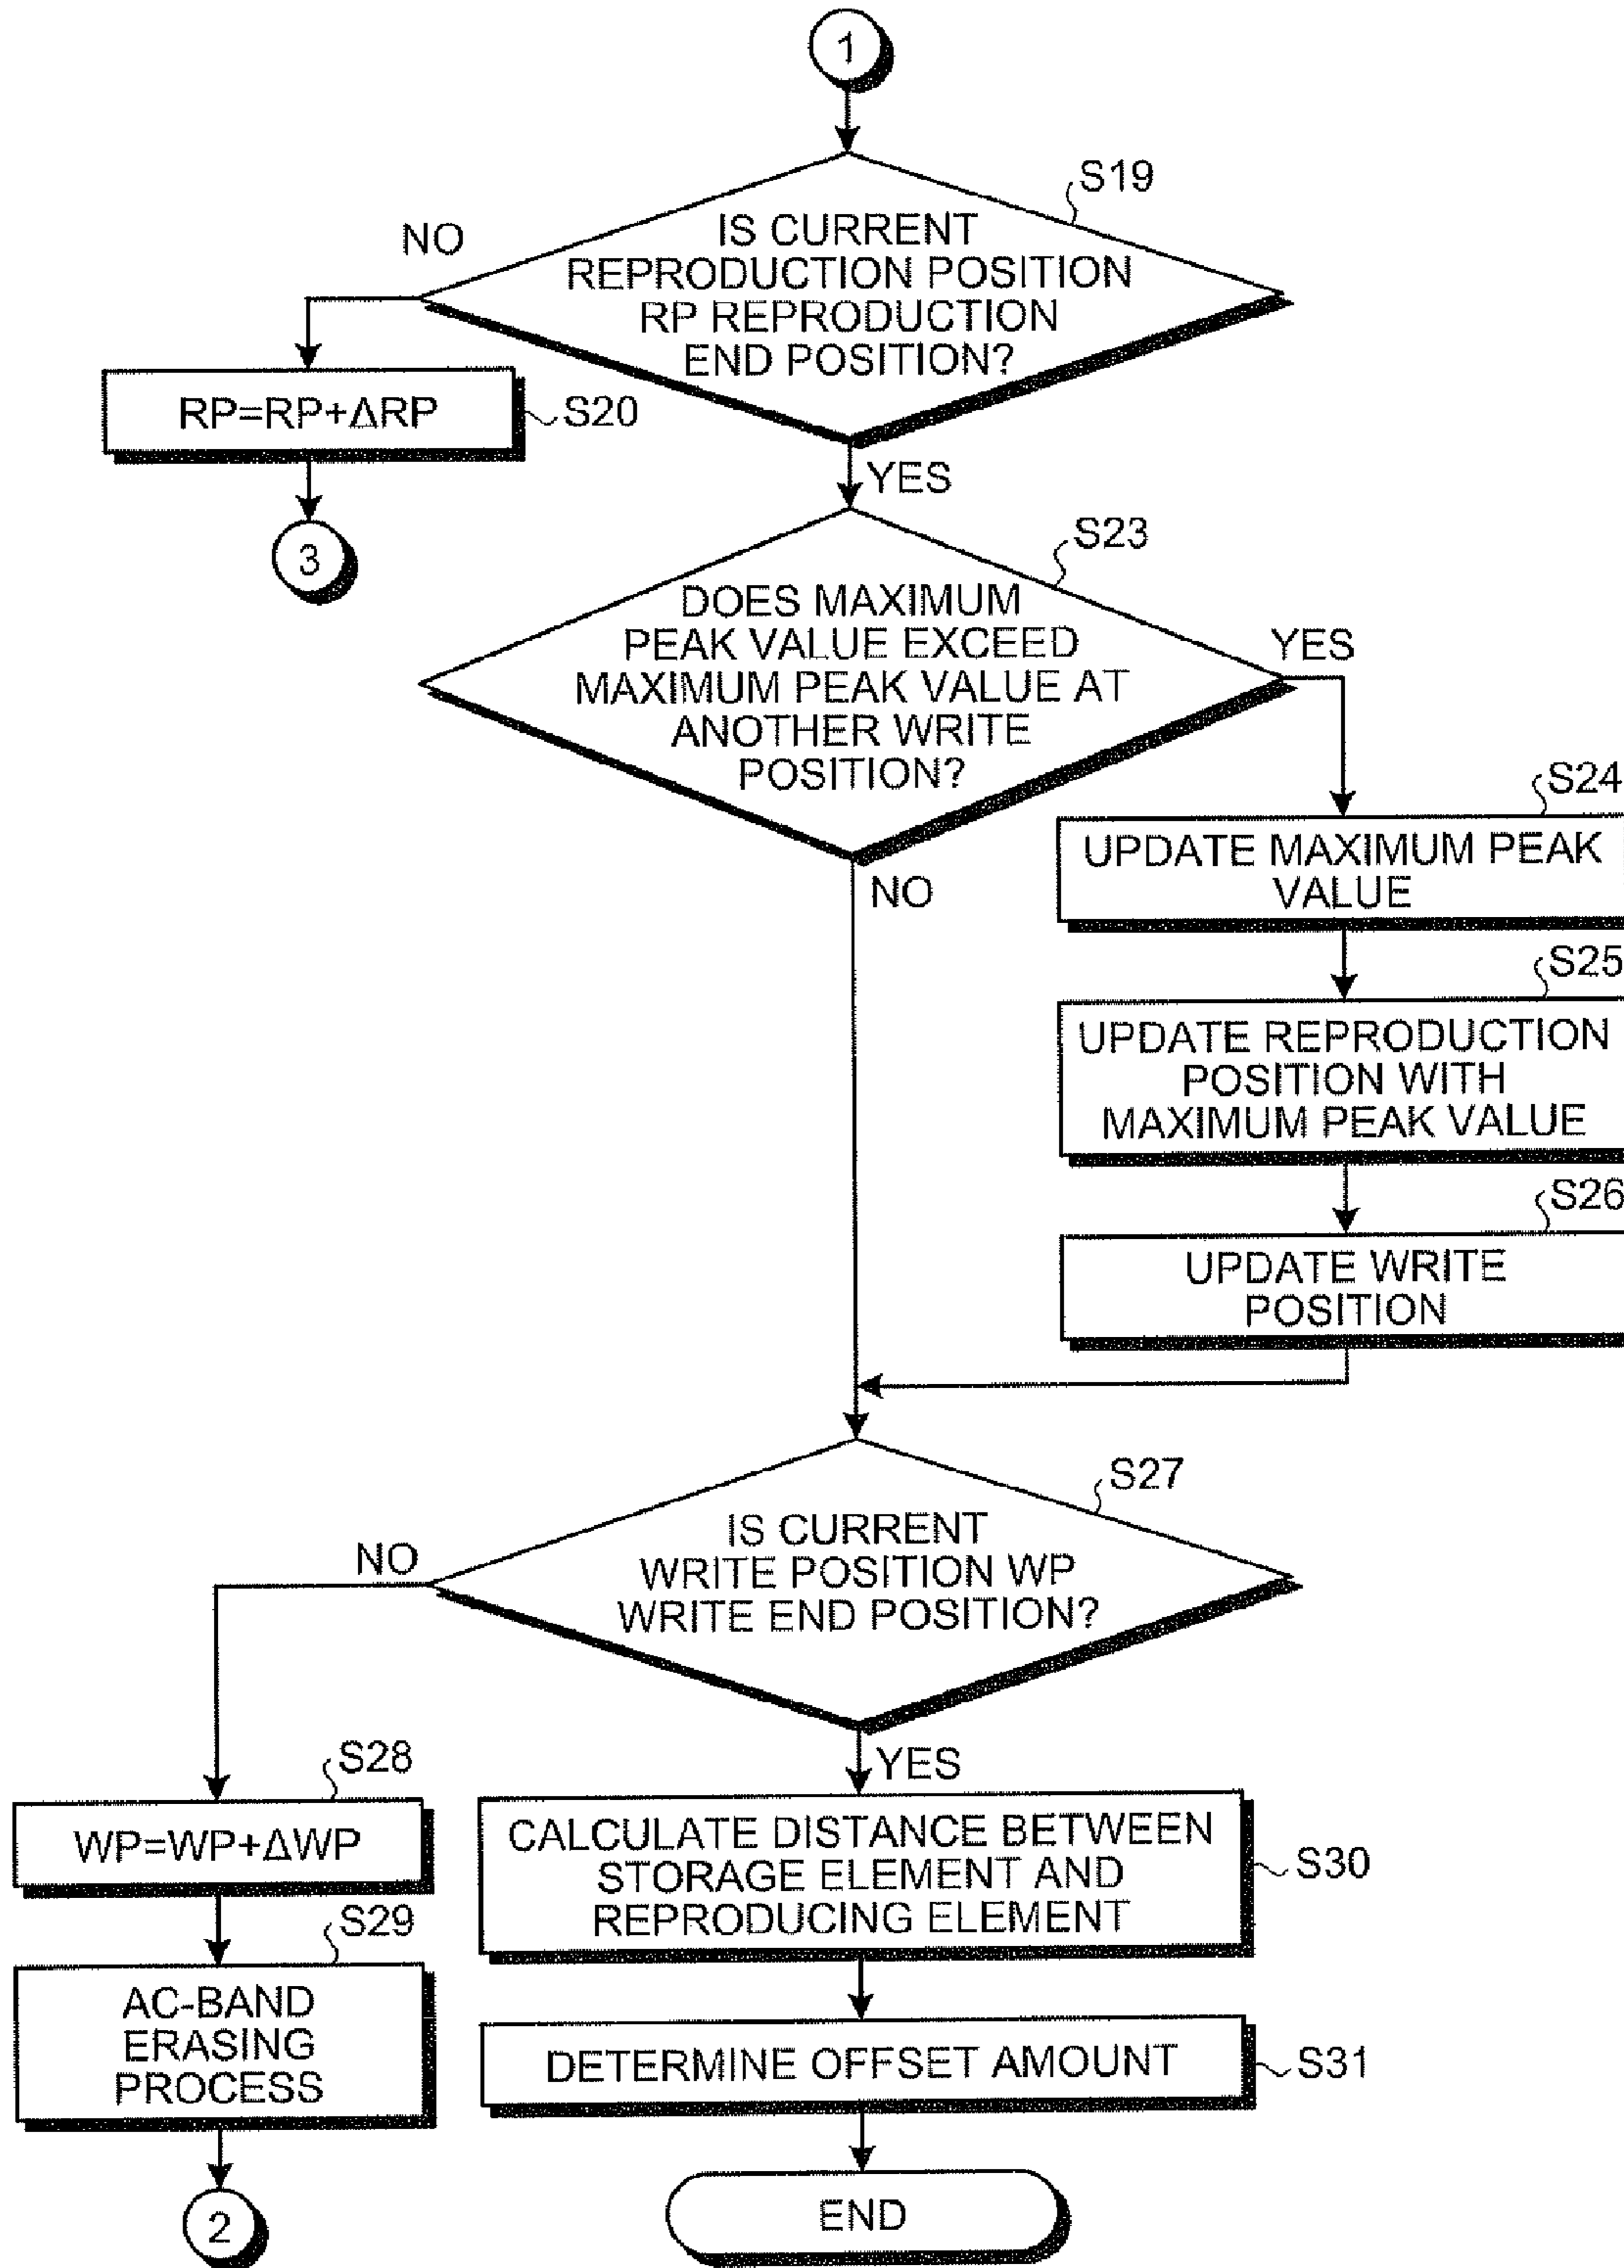 1
S19
IS CURRENT
REPRODUCTION POSITION
RP REPRODUCTION
END POSITION?
NO
RP=RP+ΔRP
S20
3
YES
S23
DOES MAXIMUM
PEAK VALUE EXCEED
MAXIMUM PEAK VALUE AT
ANOTHER WRITE
POSITION?
YES
NO
S24
UPDATE MAXIMUM PEAK
VALUE
S25
UPDATE REPRODUCTION
POSITION WITH
MAXIMUM PEAK VALUE
S26
UPDATE WRITE
POSITION
S27
IS CURRENT
WRITE POSITION WP
WRITE END POSITION?
NO
S28
WP=WP+ΔWP
S29
AC-BAND
ERASING
PROCESS
2
YES
CALCULATE DISTANCE BETWEEN
STORAGE ELEMENT AND
REPRODUCING ELEMENT
S30
DETERMINE OFFSET AMOUNT
S31
END